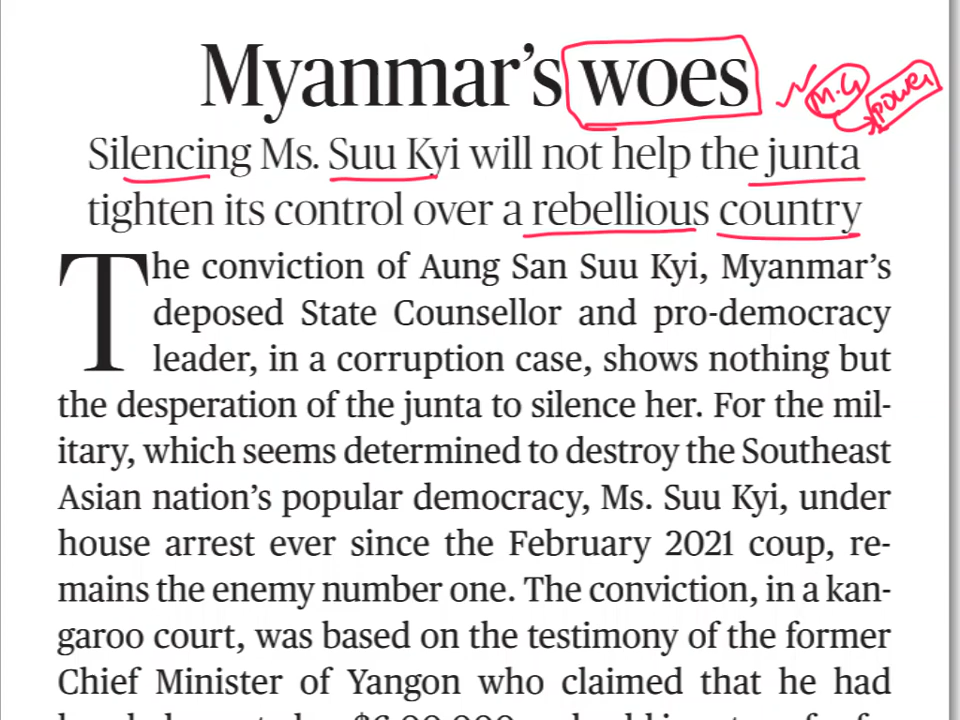 Myanmar's woes
M.G
power
Silencing Ms. Suu Kyi will not help the junta
tighten its control over a rebellious country
The conviction of Aung San Suu Kyi, Myanmar's
deposed State Counsellor and pro-democracy
leader, in a corruption case, shows nothing but
the desperation of the junta to silence her. For the mil-
itary, which seems determined to destroy the Southeast
Asian nation's popular democracy, Ms. Suu Kyi, under
house arrest ever since the February 2021 coup, re-
mains the enemy number one. The conviction, in a kan-
garoo court, was based on the testimony of the former
Chief Minister of Yangon who claimed that he had